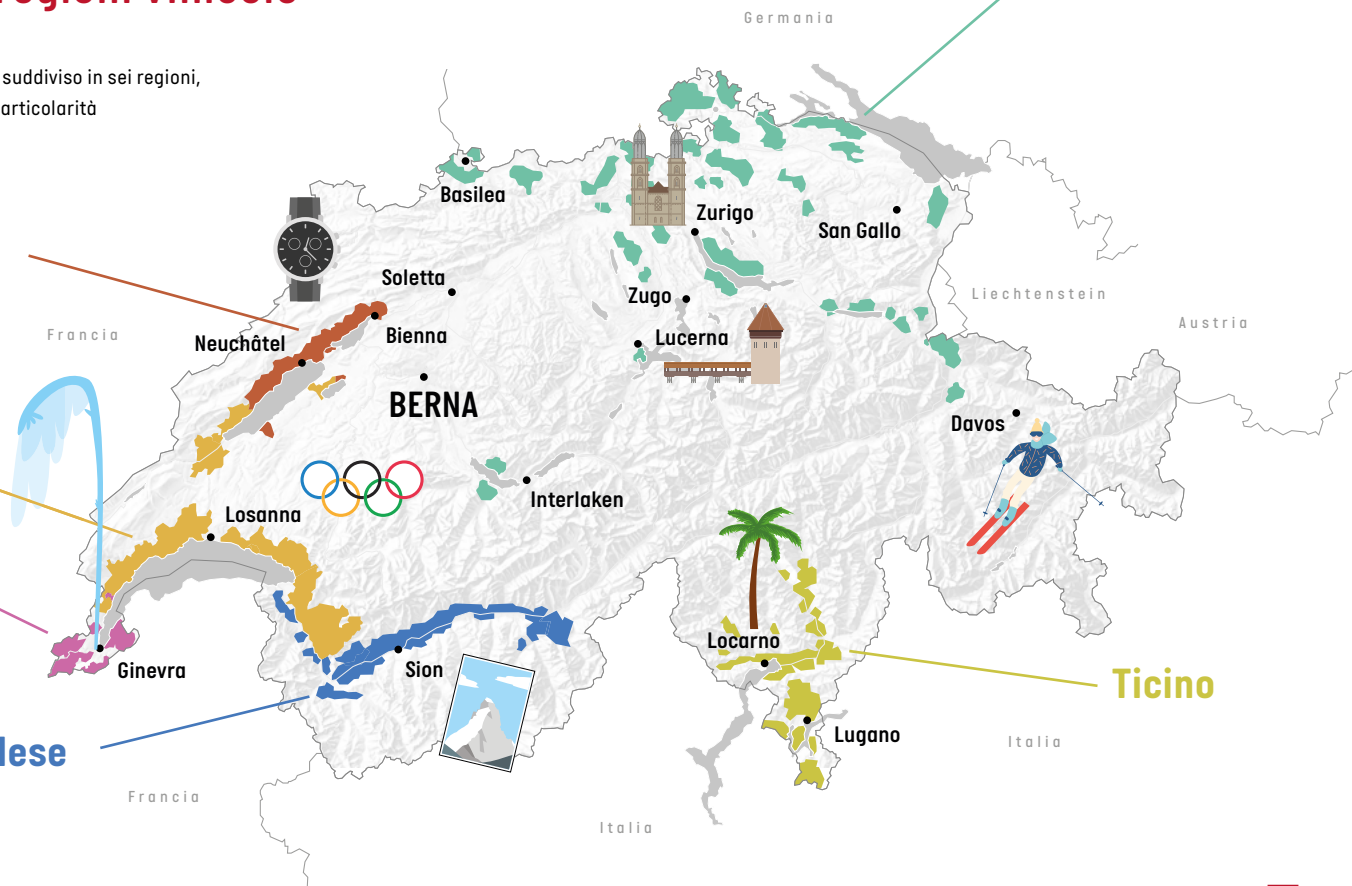 Germania
suddiviso in sei regioni,
articolarità
Basilea
Zurigo
San Gallo
Soletta
Zugo
Liechtenstein
Austria
Francia
Neuchâtel
Bienna
Lucerna
BERNA
Davos
Interlaken
Losanna
Locarno
Ginevra
Sion
Ticino
Lugano
Italia
lese
Francia
Italia